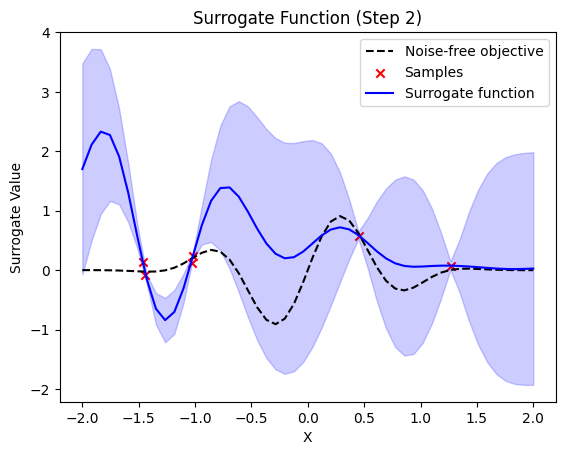 Surrogate Function (Step 2)
Noise-free objective
Samples
Surrogate function
Surrogate Value
4
3
2
1
0
−1
−2
−2.0 −1.5 −1.0 −0.5 0.0 0.5 1.0 1.5 2.0
X